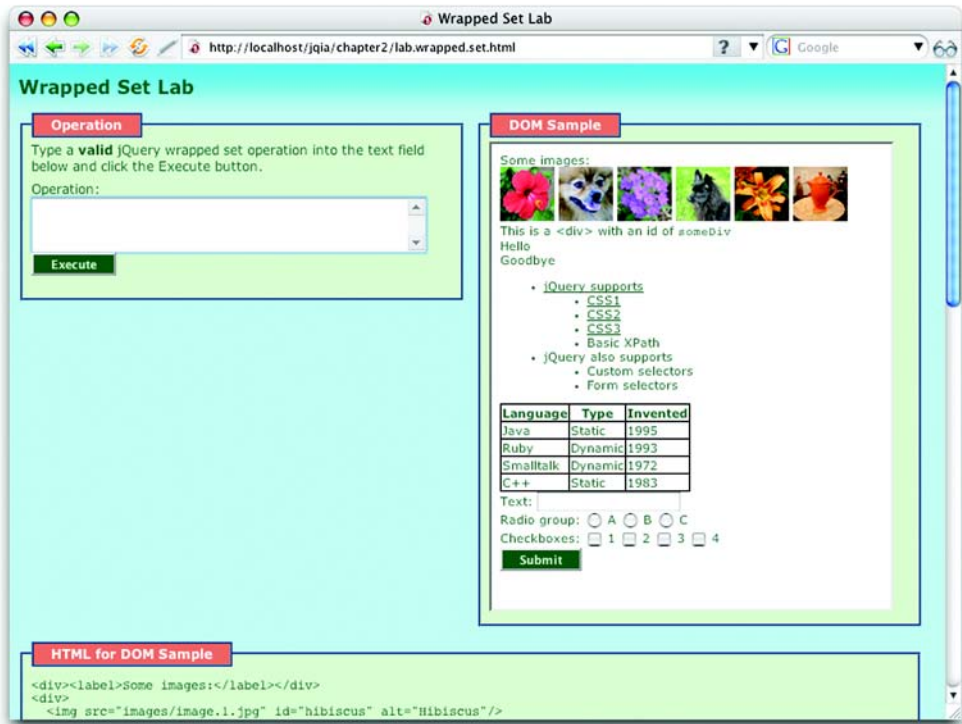 Wrapped Set Lab
http://localhost/jqia/chapter2/lab.wrapped.set.html
?
G Google
Wrapped Set Lab
Operation
Type a valid jQuery wrapped set operation into the text field
below and click the Execute button.
Operation:
Execute
DOM Sample
Some images:
This is a <div> with an id of someDiv
Hello
Goodbye
• jQuery supports
• CSS1
• CSS2
• CSS3
• Basic XPath
• jQuery also supports
• Custom selectors
• Form selectors
Language Type Invented
Java Static 1995
Ruby Dynamic 1993
Smalltalk Dynamic 1972
C++ Static 1983
Text:
Radio group: A B C
Checkboxes: 1 2 3 4
Submit
HTML for DOM Sample
<div><label>Some images:</label></div>
<div>
<img src="images/image.1.jpg" id="hibiscus" alt="Hibiscus"/>